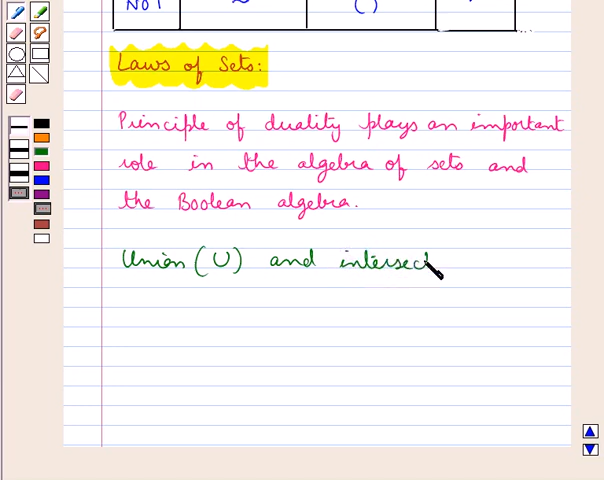 NOT ~ ( ) '
Laws of Sets:
Principle of duality plays an important
role in the algebra of sets and
the Boolean algebra.
Union (U) and intersect